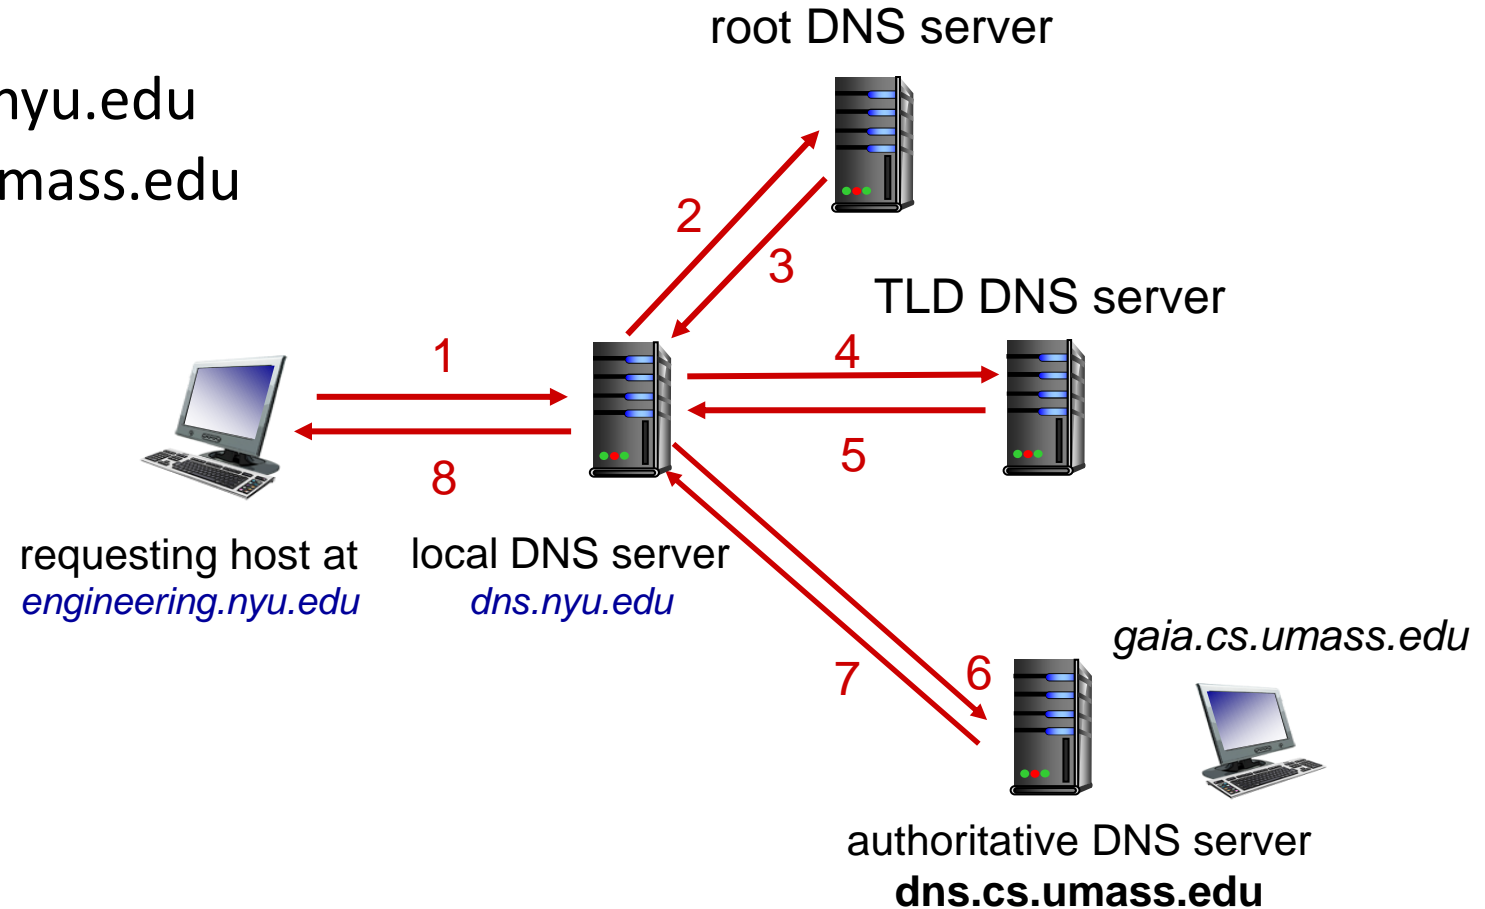 root DNS server
nyu.edu
mass.edu
2
3
TLD DNS server
1
4
5
8
requesting host at
engineering.nyu.edu
local DNS server
dns.nyu.edu
gaia.cs.umass.edu
7
6
authoritative DNS server
dns.cs.umass.edu